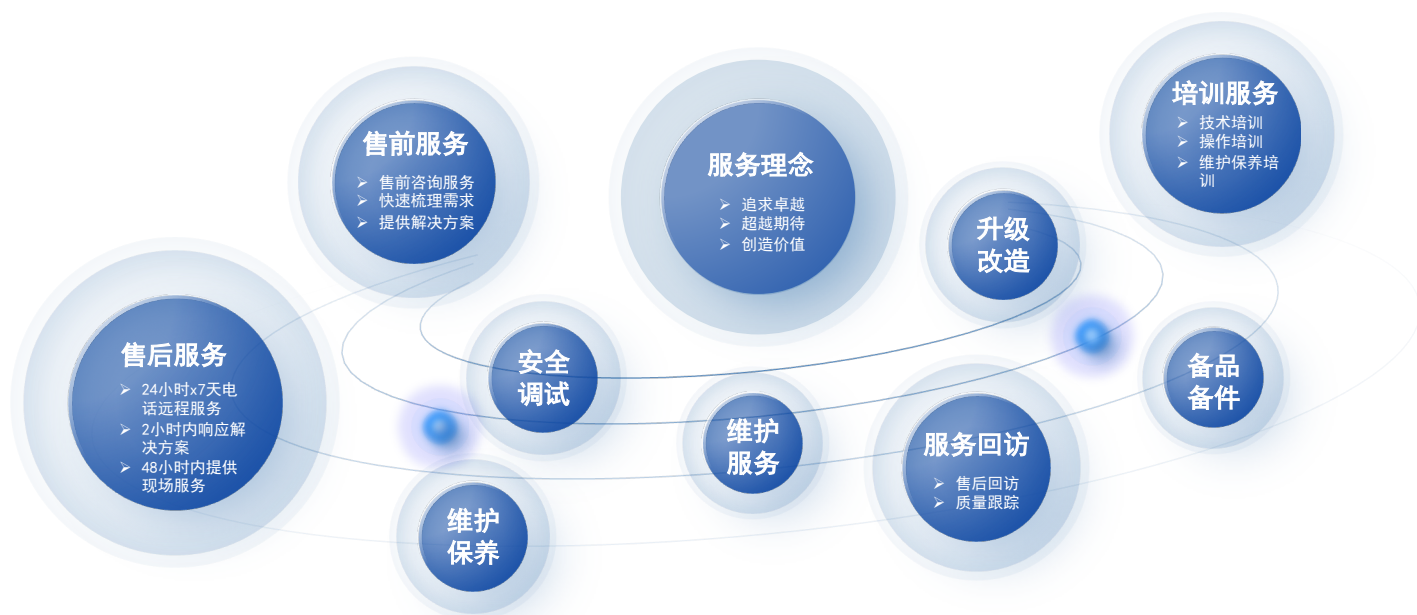 售前服务
售前咨询服务
快速梳理需求
提供解决方案
服务理念
追求卓越
超越期待
创造价值
培训服务
技术培训
操作培训
维护保养培
训
升级
改造
售后服务
24小时x7天电
话远程服务
2小时内响应解
决方案
48小时内提供
现场服务
安全
调试
备品
备件
维护
服务
服务回访
售后回访
质量跟踪
维护
保养